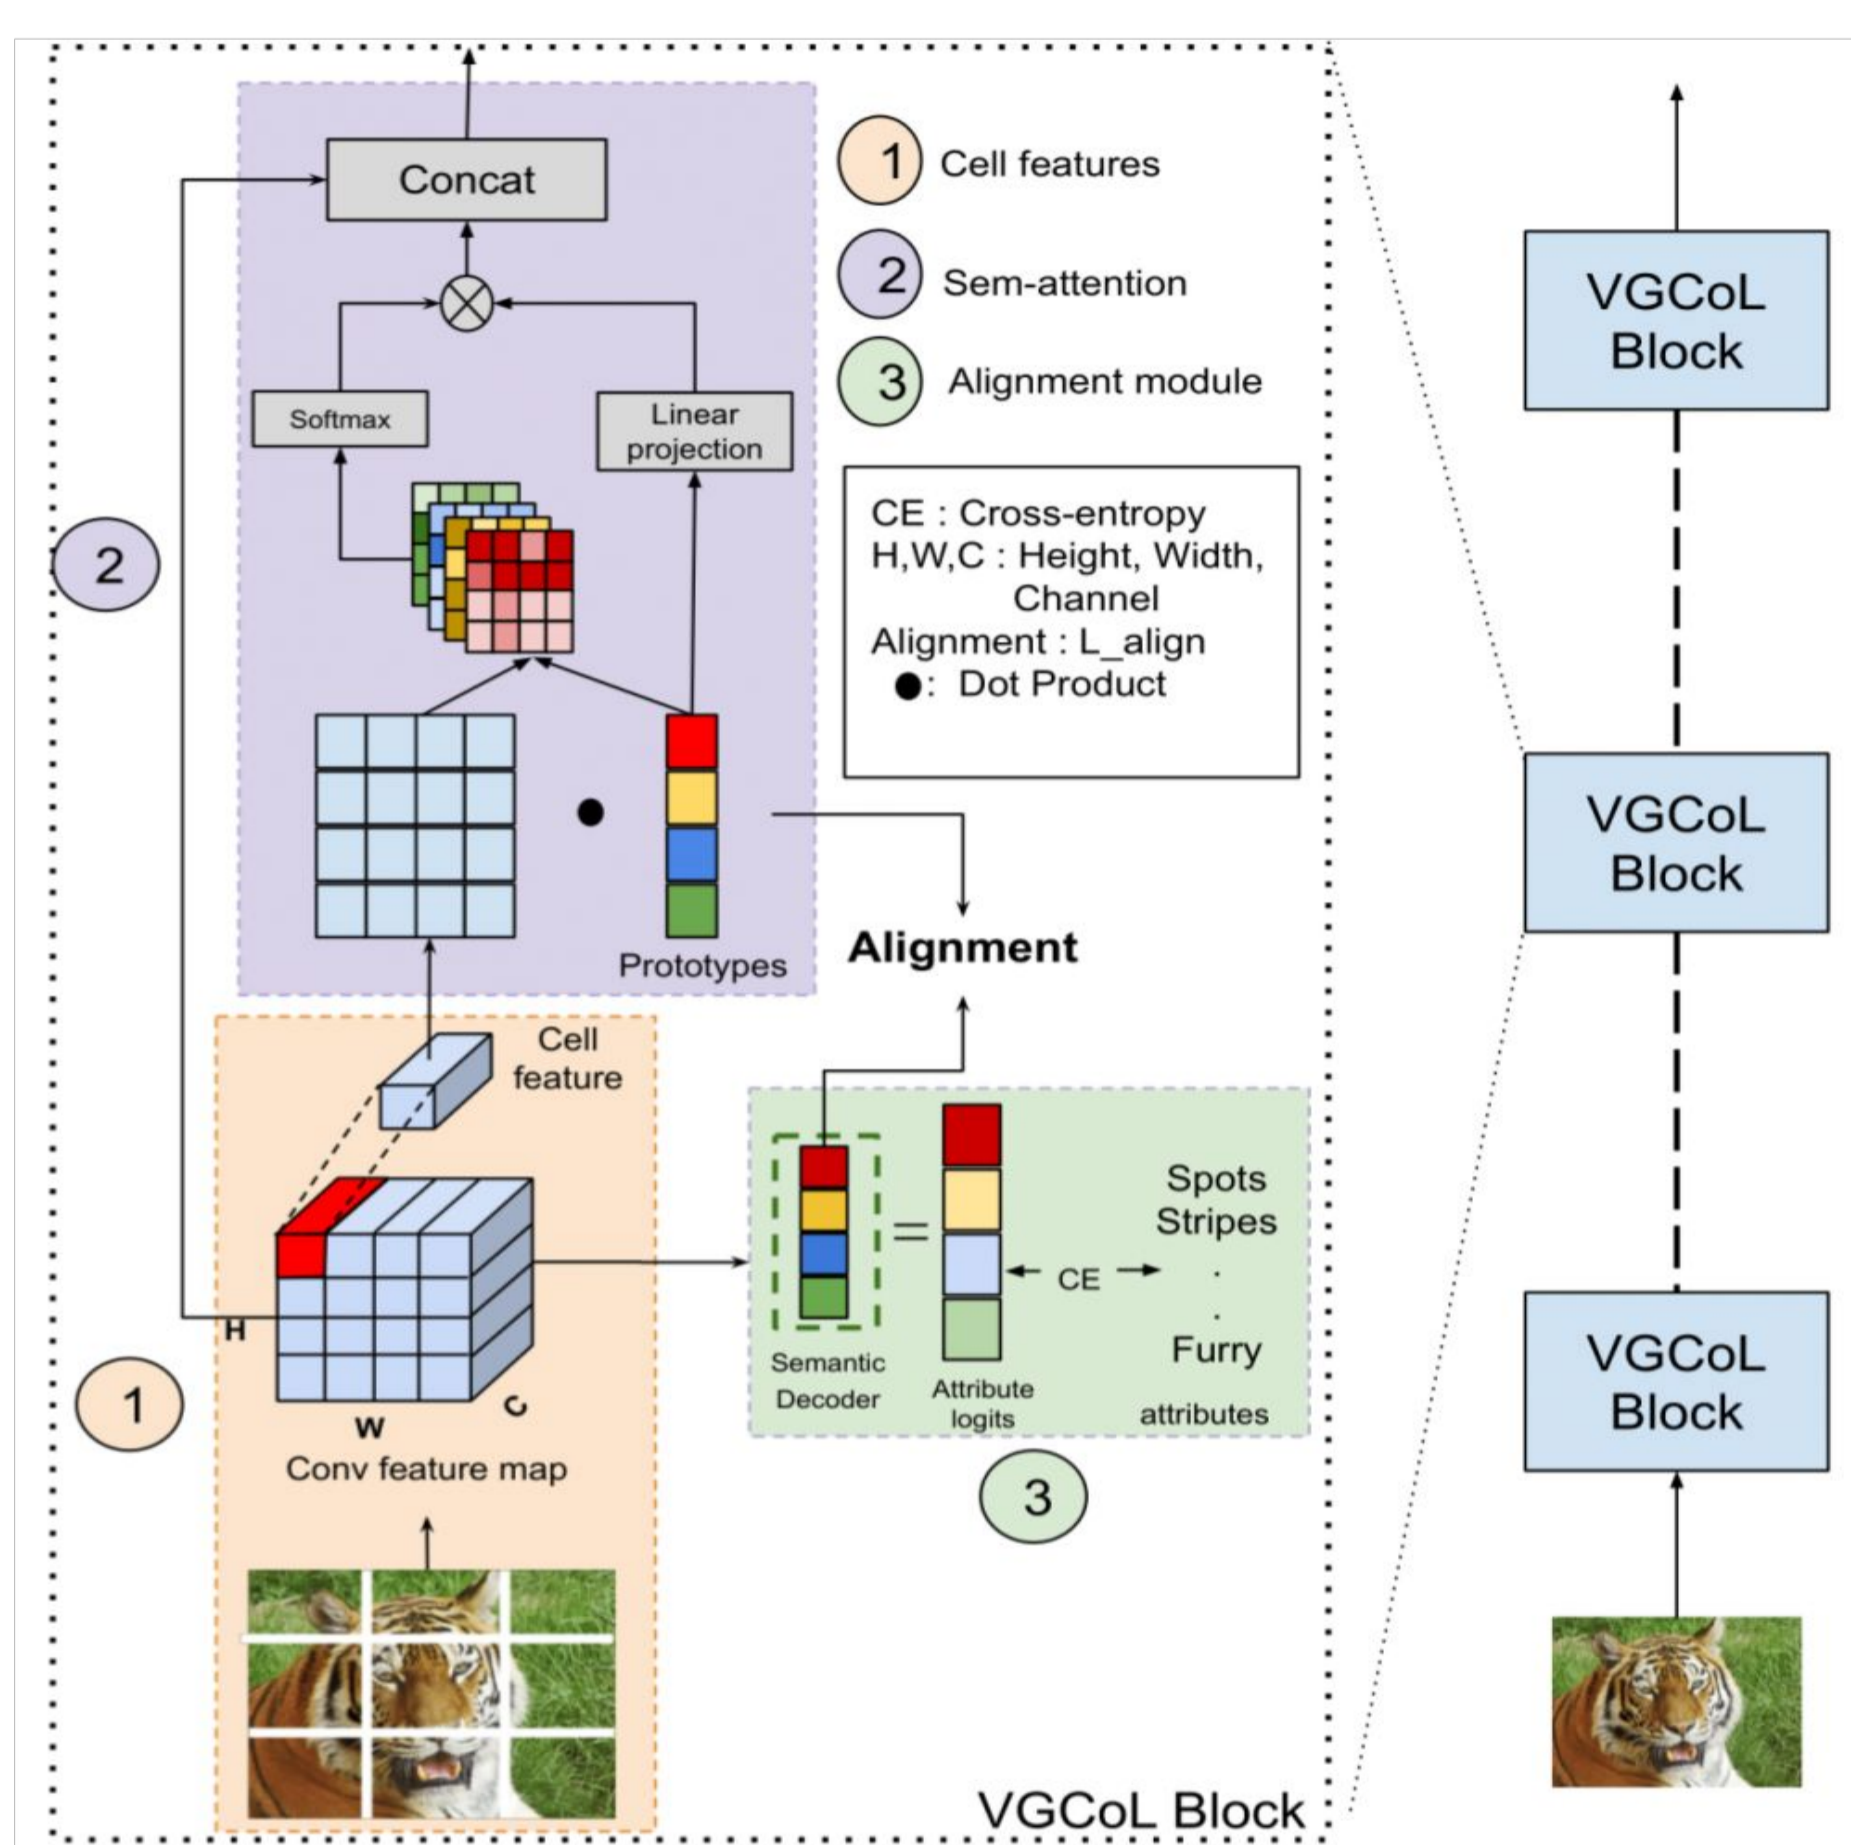 Concat
Softmax
Linear
projection
2
Prototypes
1
Cell features
2
Sem-attention
3
Alignment module
CE : Cross-entropy
H,W,C : Height, Width,
Channel
Alignment : L_align
●: Dot Product
Alignment
Cell
feature
H
W
C
Conv feature map
1
=
CE
Spots
Stripes
.
.
Furry
attributes
Semantic
Decoder
Attribute
logits
3
VGCoL Block
VGCoL
Block
VGCoL
Block
VGCoL
Block